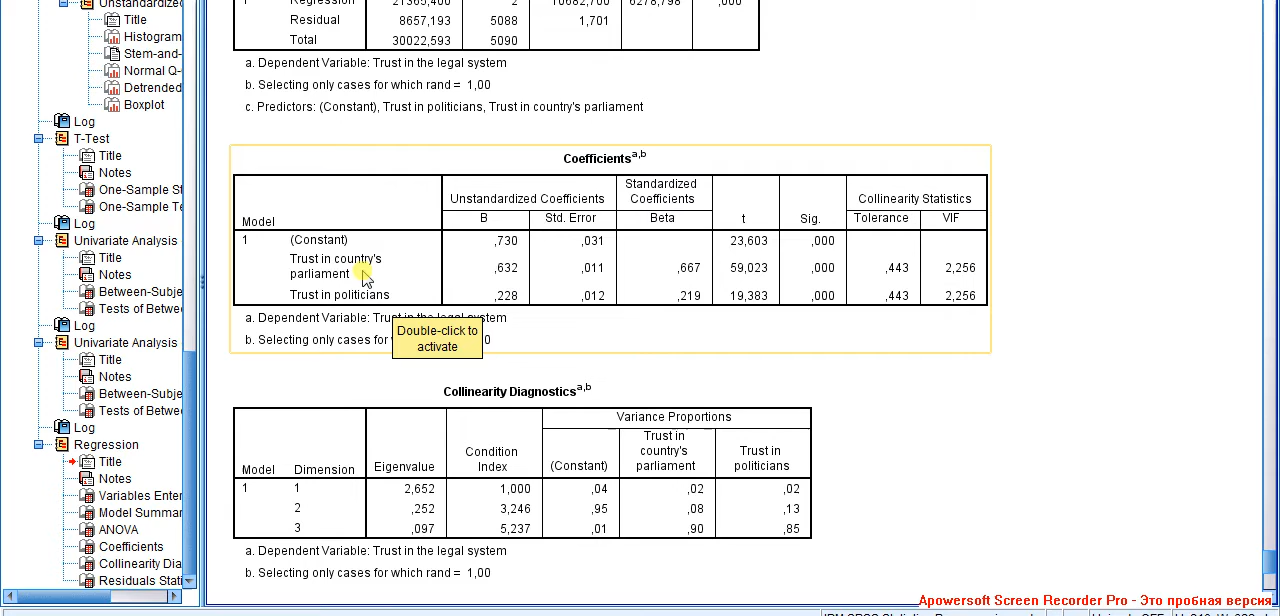 Unstandardized
Title
Histogram
Stem-and-
Normal Q-
Detrended
Boxplot
Log
T-Test
Title
Notes
One-Sample St
One-Sample Te
Log
Univariate Analysis
Title
Notes
Between-Subje
Tests of Betwe
Log
Univariate Analysis
Title
Notes
Between-Subje
Tests of Betwe
Log
Regression
Title
Notes
Variables Enter
Model Summar
ANOVA
Coefficients
Collinearity Dia
Residuals Stati
1 Regression 21365,400 2 10682,700 6278,798 ,000
Residual 8657,193 5088 1,701
Total 30022,593 5090
a. Dependent Variable: Trust in the legal system
b. Selecting only cases for which rand = 1,00
c. Predictors: (Constant), Trust in politicians, Trust in country's parliament
Coefficients a,b
Unstandardized Coefficients Standardized Coefficients Collinearity Statistics
Model B Std. Error Beta t Sig. Tolerance VIF
1 (Constant) ,730 ,031 23,603 ,000
Trust in country's
parliament ,632 ,011 ,667 59,023 ,000 ,443 2,256
Trust in politicians ,228 ,012 ,219 19,383 ,000 ,443 2,256
a. Dependent Variable: Trust in the legal system
b. Selecting only cases for 0
Double-click to
activate
Collinearity Diagnostics a,b
Variance Proportions
Model Dimension Eigenvalue Condition Index (Constant) Trust in country's parliament Trust in politicians
1 1 2,652 1,000 ,04 ,02 ,02
2 ,252 3,246 ,95 ,08 ,13
3 ,097 5,237 ,01 ,90 ,85
a. Dependent Variable: Trust in the legal system
b. Selecting only cases for which rand = 1,00
Apowersoft Screen Recorder Pro - Это пробная версия.